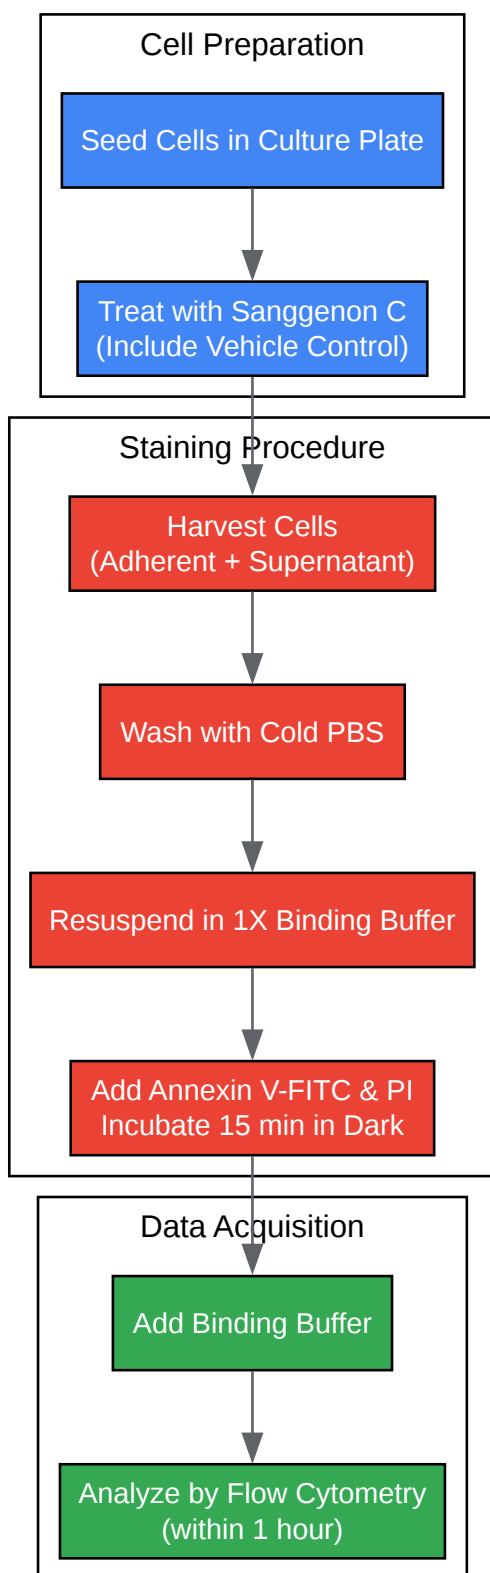 Cell Preparation
Seed Cells in Culture Plate
Treat with Sanggenon C
(Include Vehicle Control)
Staining Procedure
Harvest Cells
(Adherent + Supernatant)
Wash with Cold PBS
Resuspend in 1X Binding Buffer
Add Annexin V-FITC & PI
Incubate 15 min in Dark
Data Acquisition
Add Binding Buffer
Analyze by Flow Cytometry
(within 1 hour)